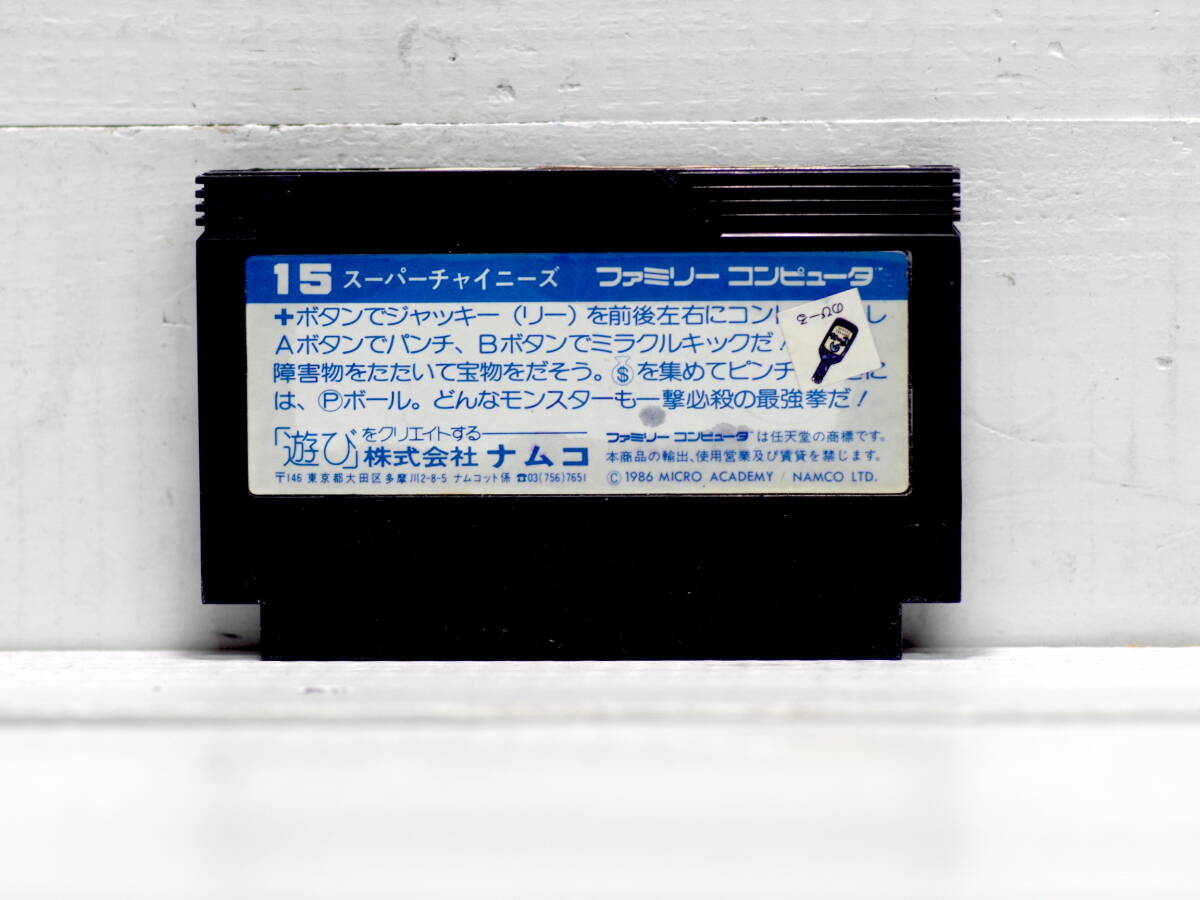 15 スーパーチャイニーズ ファミリー コンピュータ™
+ボタンでジャッキー(リー)を前後左右にコント し
Aボタンでパンチ、Bボタンでミラクルキックだ!
障害物をたたいて宝物をだそう。$を集めてピンチ に
は、Ⓟボール。どんなモンスターも一撃必殺の最強拳だ!
「遊び」をクリエイトする
株式会社 ナムコ
〒146 東京都大田区多摩川2-8-5 ナムコット係 ☎03(756)7651
ファミリー コンピュータ™は任天堂の商標です。
本商品の輸出、使用営業及び賃貸を禁じます。
©1986 MICRO ACADEMY/NAMCO LTD.